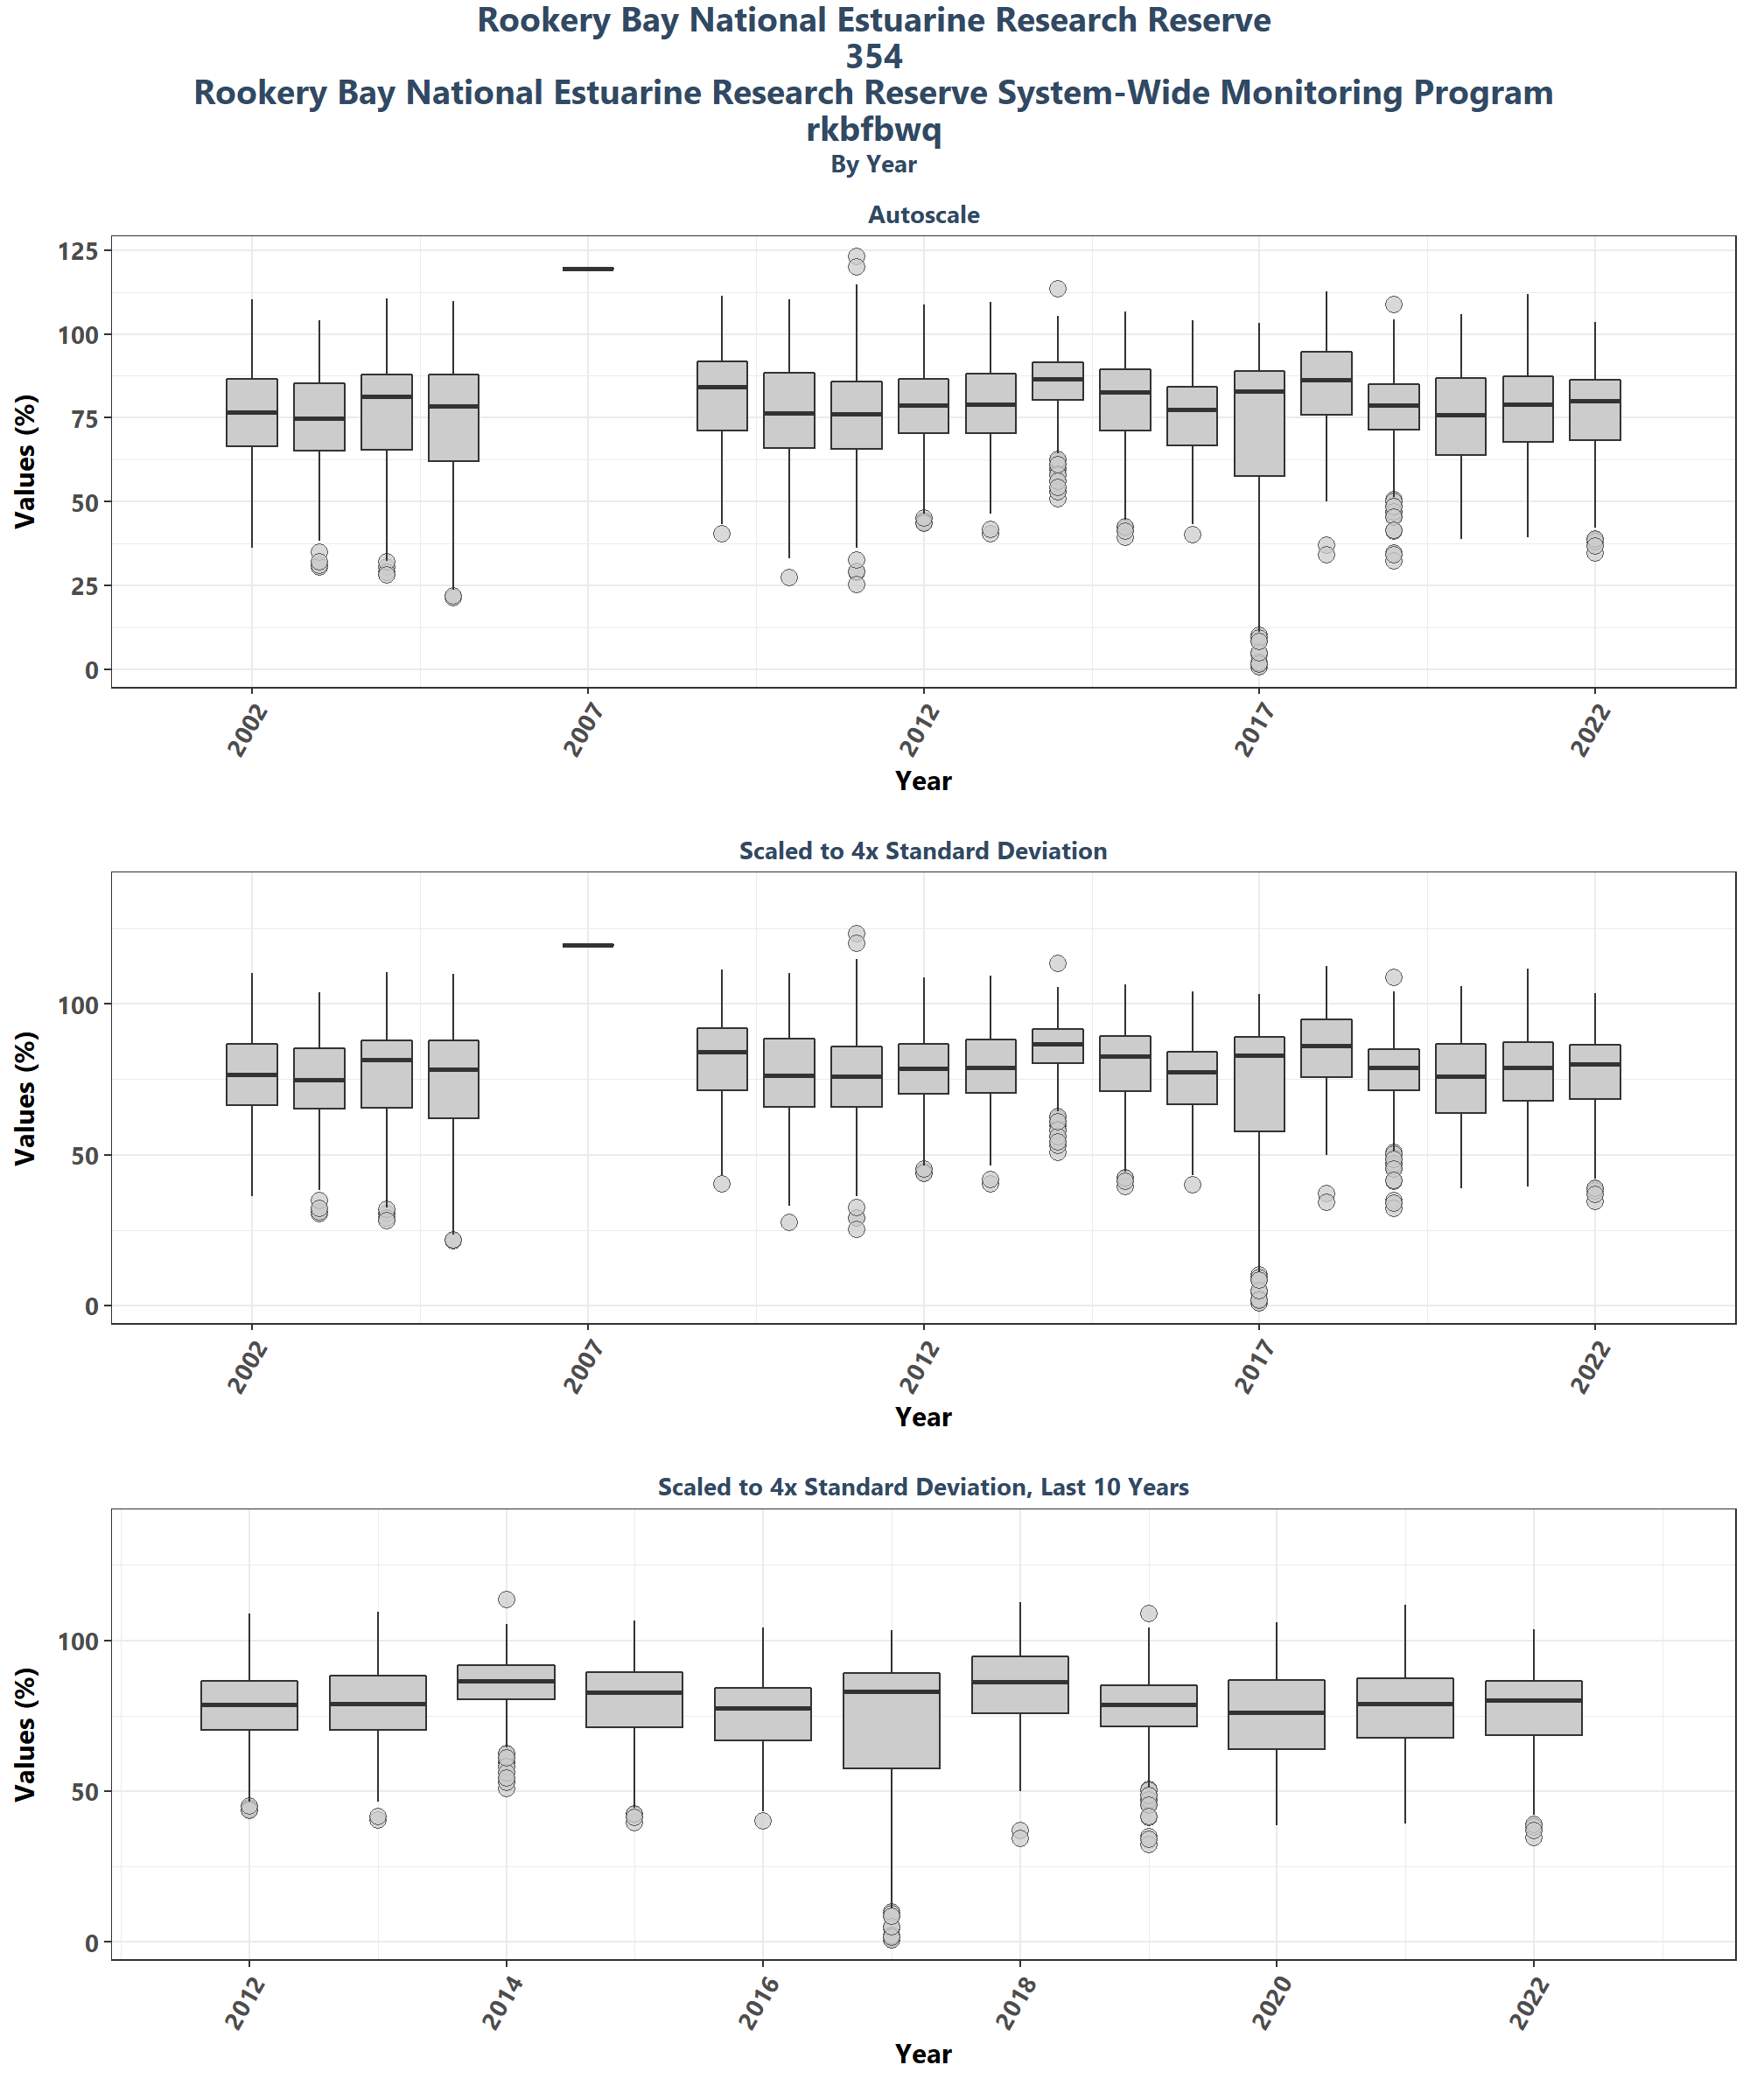 Rookery Bay National Estuarine Research Reserve
354
Rookery Bay National Estuarine Research Reserve System-Wide Monitoring Program
rkbfbwq
By Year
Autoscale
125
100
75
50
25
0
Values (%)
2002 2007 2012 2017 2022
Year
Scaled to 4x Standard Deviation
100
50
0
Values (%)
2002 2007 2012 2017 2022
Year
Scaled to 4x Standard Deviation, Last 10 Years
100
50
0
Values (%)
2012 2014 2016 2018 2020 2022
Year